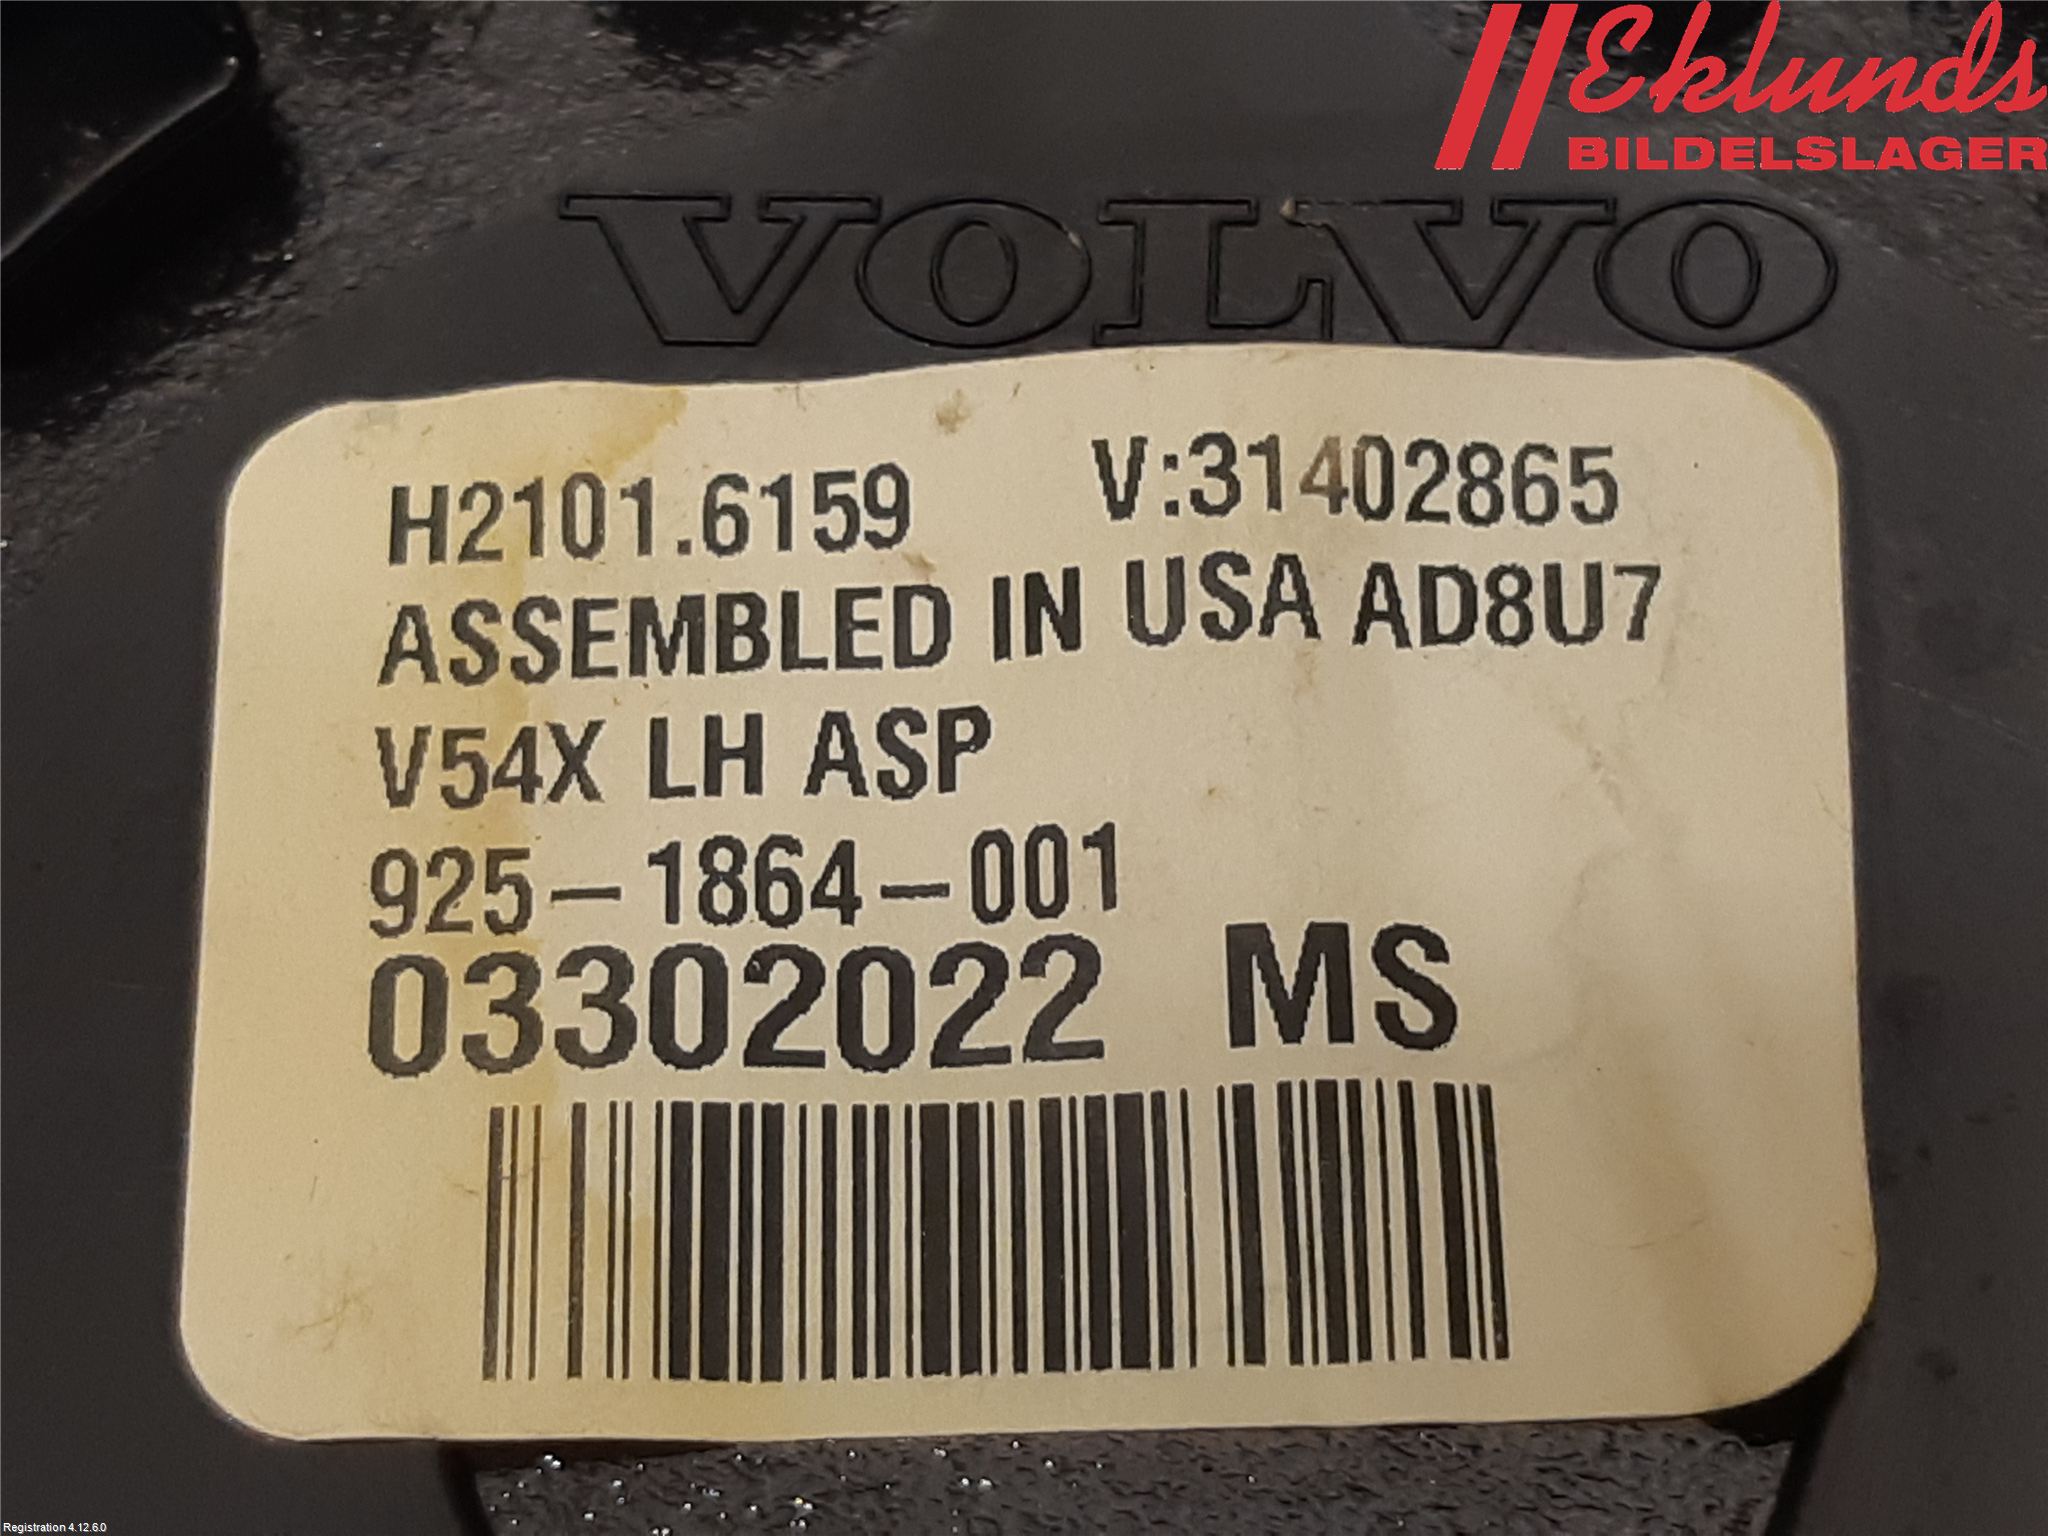 Eklunds
BILDELSLAGER
VOLVO
H2101.6159 V:31402865
ASSEMBLED IN USA AD8U7
V54X LH ASP
925-1864-001
03302022 MS
Registration 4.12.6.0